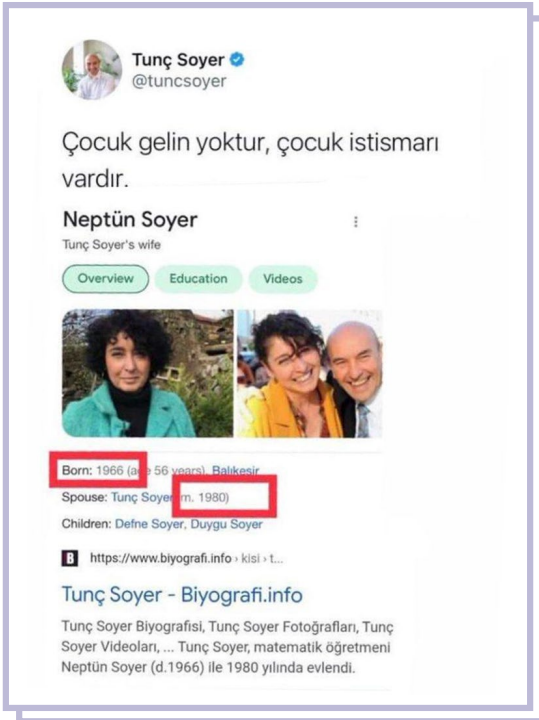 Tunç Soyer
@tuncsoyer
Çocuk gelin yoktur, çocuk istismarı
vardır.
Neptün Soyer
Tunç Soyer's wife
Overview Education Videos
Born: 1966 (age 56 years), Balıkesir
Spouse: Tunç Soyer (m. 1980)
Children: Defne Soyer, Duygu Soyer
B https://www.biyografi.info › kisi › t...
Tunç Soyer - Biyografi.info
Tunç Soyer Biyografisi, Tunç Soyer Fotoğrafları, Tunç
Soyer Videoları, ... Tunç Soyer, matematik öğretmeni
Neptün Soyer (d.1966) ile 1980 yılında evlendi.